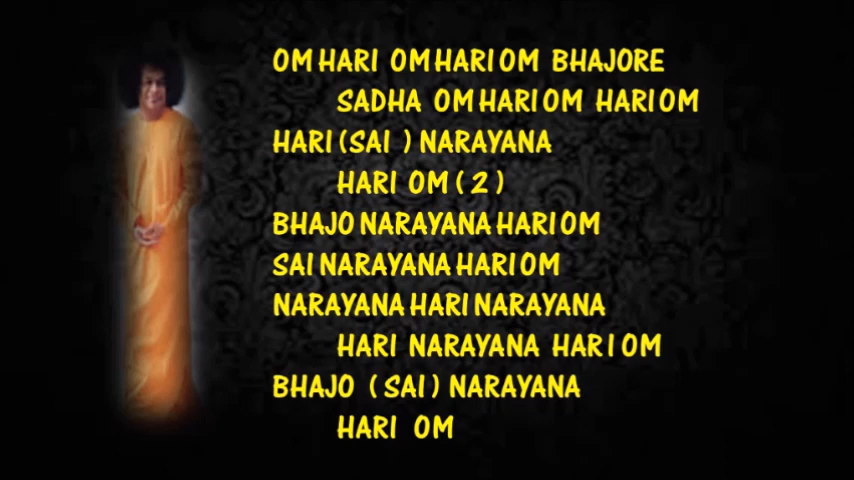 OM HARI OM HARI OM BHAJORE
SADHA OM HARI OM HARI OM
HARI (SAI ) NARAYANA
HARI OM ( 2 )
BHAJO NARAYANA HARI OM
SAI NARAYANA HARI OM
NARAYANA HARI NARAYANA
HARI NARAYANA HARI OM
BHAJO ( SAI ) NARAYANA
HARI OM